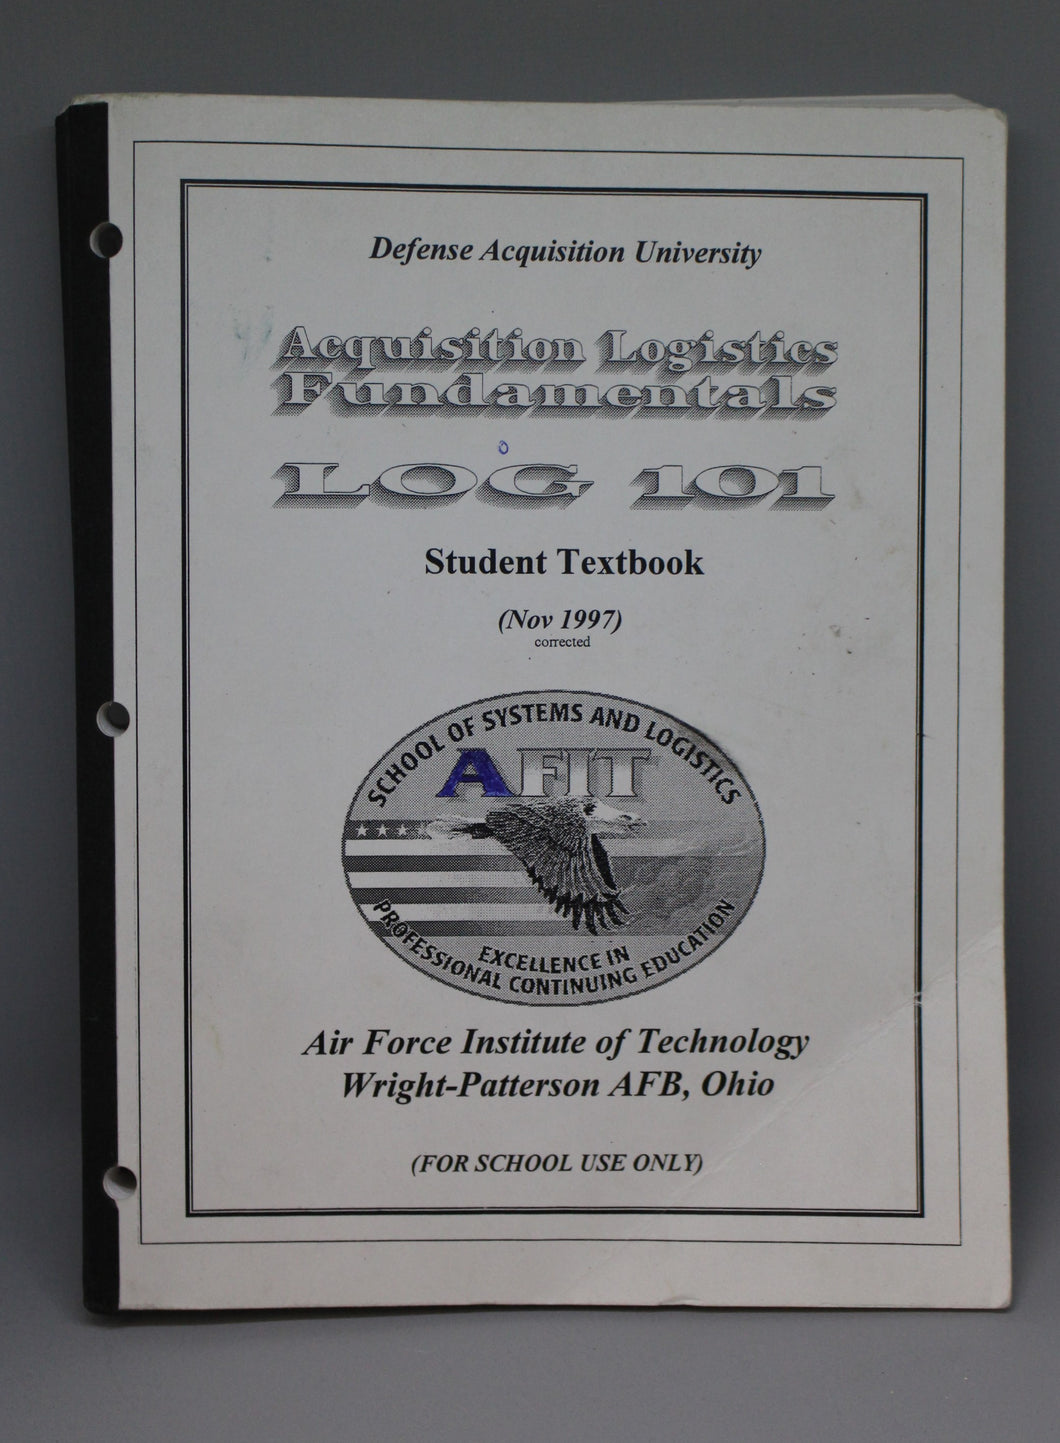 Defense Acquisition University
Acquisition Logistics
Fundamentals
LOG 101
Student Textbook
(Nov 1997)
corrected
SCHOOL OF SYSTEMS AND LOGISTICS
AFIT
EXCELLENCE IN
PROFESSIONAL CONTINUING EDUCATION
Air Force Institute of Technology
Wright-Patterson AFB, Ohio
(FOR SCHOOL USE ONLY)